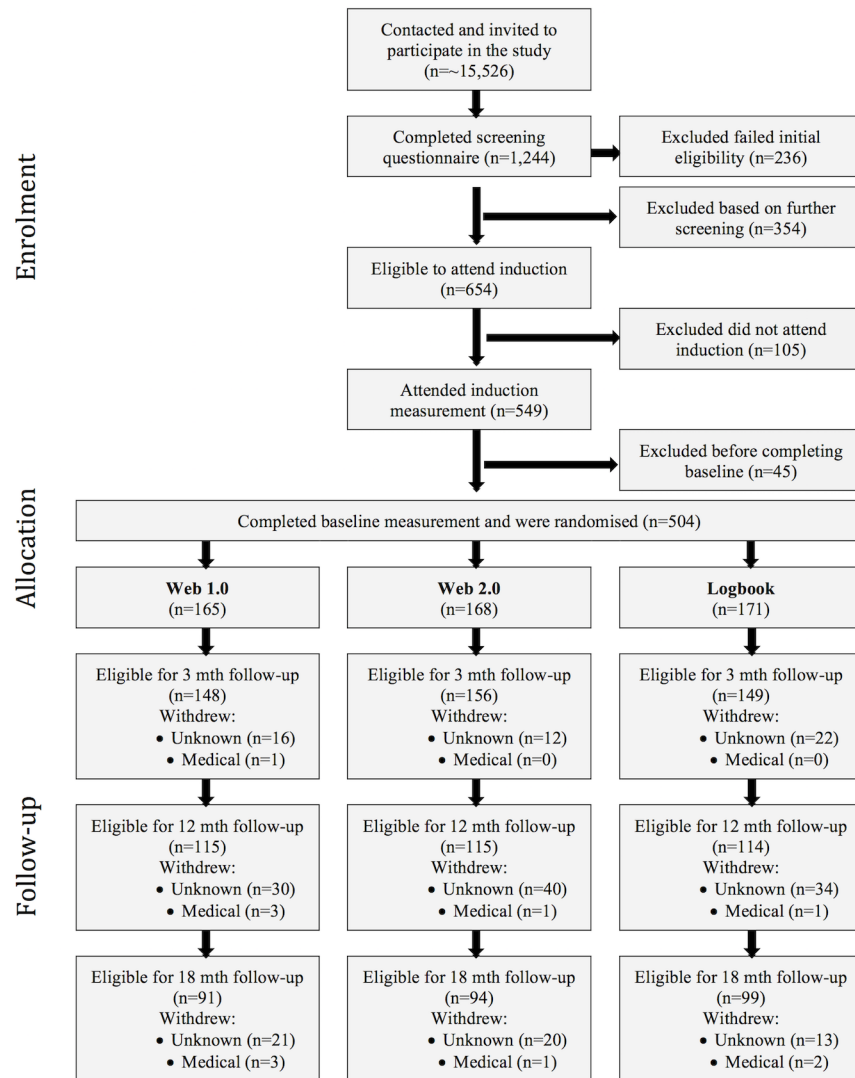 Contacted and invited to
participate in the study
(n=~15,526)
Enrolment
Completed screening
questionnaire (n=1,244)
Excluded failed initial
eligibility (n=236)
Excluded based on further
screening (n=354)
Eligible to attend induction
(n=654)
Excluded did not attend
induction (n=105)
Attended induction
measurement (n=549)
Excluded before completing
baseline (n=45)
Allocation
Completed baseline measurement and were randomised (n=504)
Web 1.0
(n=165)
Web 2.0
(n=168)
Logbook
(n=171)
Follow-up
Eligible for 3 mth follow-up
(n=148)
Withdrew:
• Unknown (n=16)
• Medical (n=1)
Eligible for 3 mth follow-up
(n=156)
Withdrew:
• Unknown (n=12)
• Medical (n=0)
Eligible for 3 mth follow-up
(n=149)
Withdrew:
• Unknown (n=22)
• Medical (n=0)
Eligible for 12 mth follow-up
(n=115)
Withdrew:
• Unknown (n=30)
• Medical (n=3)
Eligible for 12 mth follow-up
(n=115)
Withdrew:
• Unknown (n=40)
• Medical (n=1)
Eligible for 12 mth follow-up
(n=114)
Withdrew:
• Unknown (n=34)
• Medical (n=1)
Eligible for 18 mth follow-up
(n=91)
Withdrew:
• Unknown (n=21)
• Medical (n=3)
Eligible for 18 mth follow-up
(n=94)
Withdrew:
• Unknown (n=20)
• Medical (n=1)
Eligible for 18 mth follow-up
(n=99)
Withdrew:
• Unknown (n=13)
• Medical (n=2)